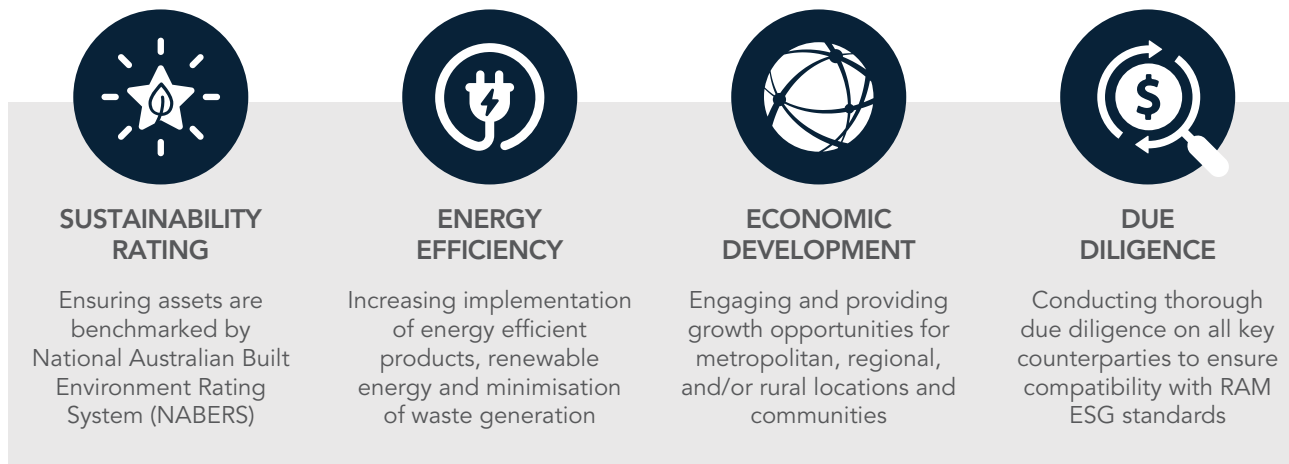 SUSTAINABILITY
RATING
Ensuring assets are
benchmarked by
National Australian Built
Environment Rating
System (NABERS)
ENERGY
EFFICIENCY
Increasing implementation
of energy efficient
products, renewable
energy and minimisation
of waste generation
ECONOMIC
DEVELOPMENT
Engaging and providing
growth opportunities for
metropolitan, regional,
and/or rural locations and
communities
$
DUE
DILIGENCE
Conducting thorough
due diligence on all key
counterparties to ensure
compatibility with RAM
ESG standards